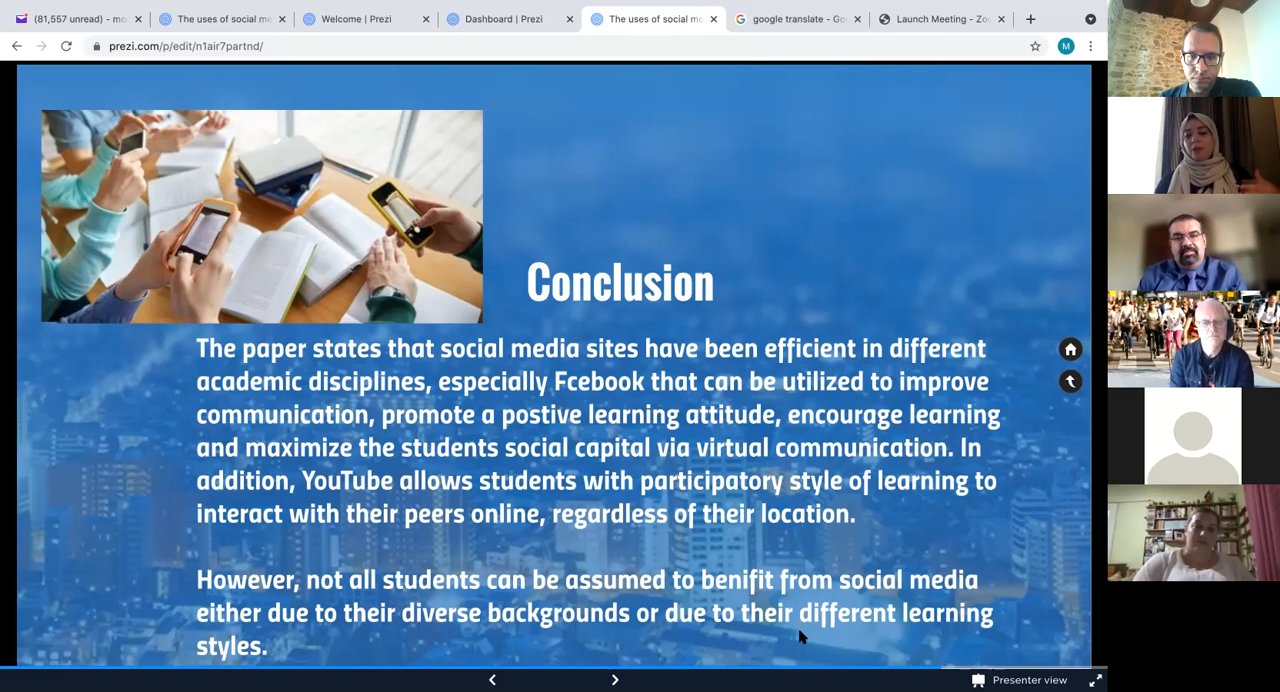 (81,557 unread) - mo
The uses of social me
Welcome | Prezi
Dashboard | Prezi
The uses of social me
google translate - Go
Launch Meeting - Zo
prezi.com/p/edit/n1air7partnd/
M
Conclusion
The paper states that social media sites have been efficient in different
academic disciplines, especially Fcebook that can be utilized to improve
communication, promote a postive learning attitude, encourage learning
and maximize the students social capital via virtual communication. In
addition, YouTube allows students with participatory style of learning to
interact with their peers online, regardless of their location.
However, not all students can be assumed to benifit from social media
either due to their diverse backgrounds or due to their different learning
styles.
Presenter view